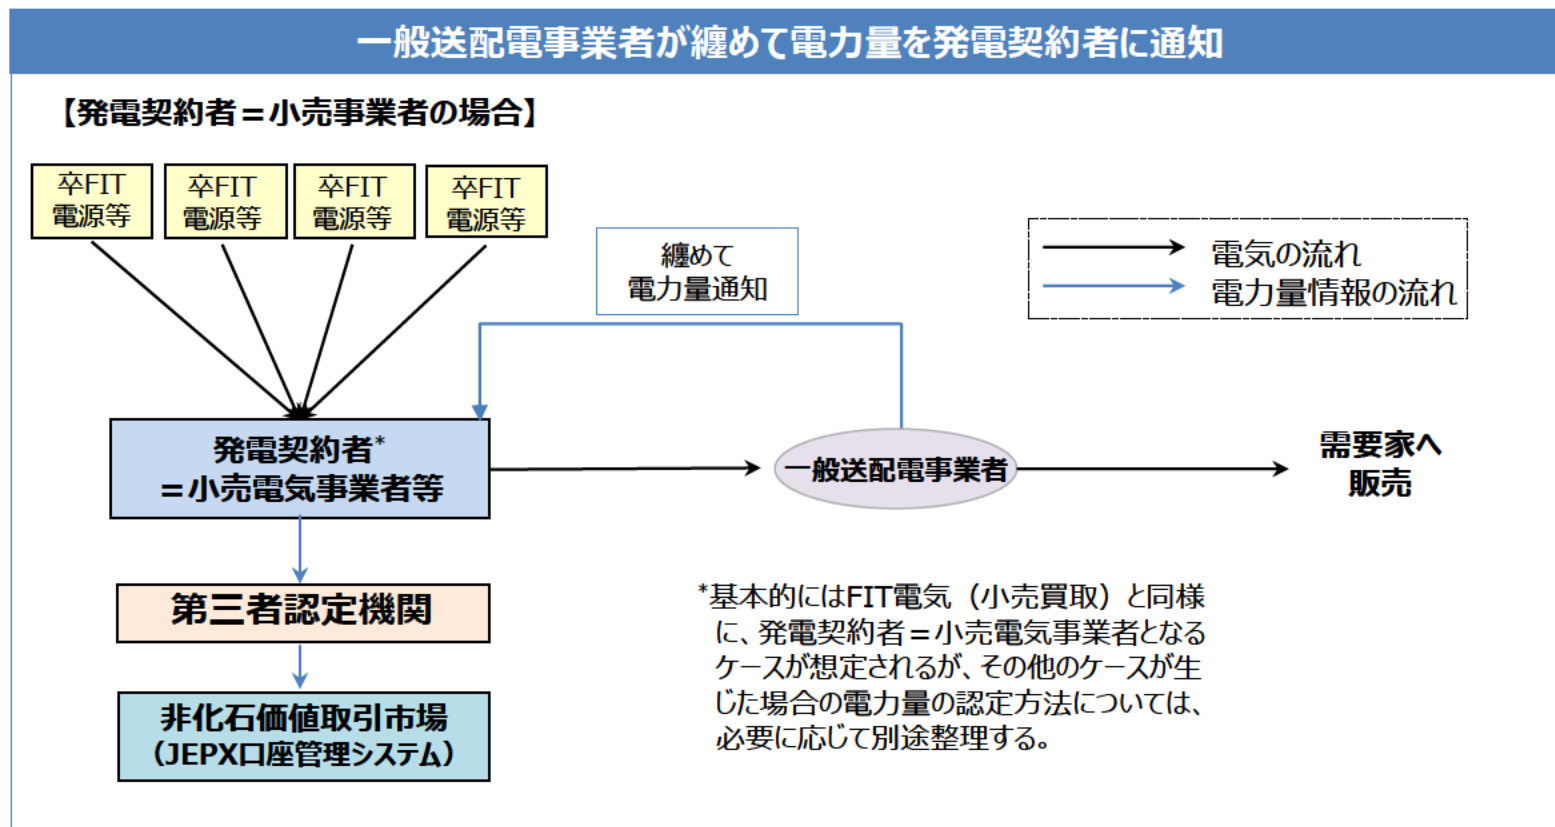 一般送配電事業者が纏めて電力量を発電契約者に通知
【発電契約者＝小売事業者の場合】
卒FIT
電源等
卒FIT
電源等
卒FIT
電源等
卒FIT
電源等
纏めて
電力量通知
電気の流れ
電力量情報の流れ
発電契約者*
＝小売電気事業者等
一般送配電事業者
需要家へ
販売
第三者認定機関
非化石価値取引市場
（JEPX口座管理システム）
*基本的にはFIT電気（小売買取）と同様
に、発電契約者＝小売電気事業者となる
ケースが想定されるが、その他のケースが生
じた場合の電力量の認定方法については、
必要に応じて別途整理する。